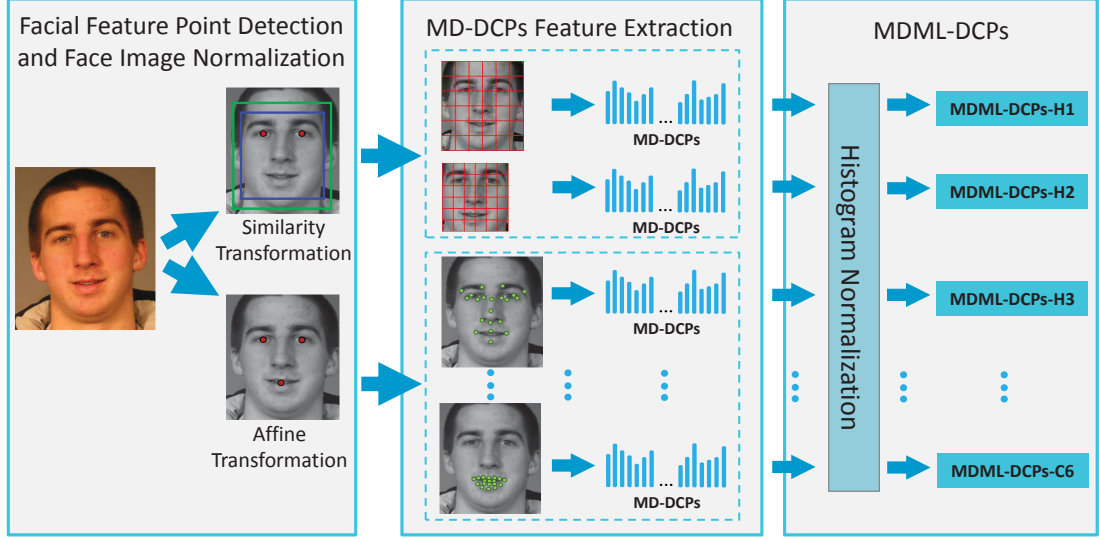 Facial Feature Point Detection
and Face Image Normalization
Similarity
Transformation
Affine
Transformation
MD-DCPs Feature Extraction
...
MD-DCPs
...
MD-DCPs
...
MD-DCPs
...
MD-DCPs
MDML-DCPs
Histogram Normalization
MDML-DCPs-H1
MDML-DCPs-H2
MDML-DCPs-H3
MDML-DCPs-C6